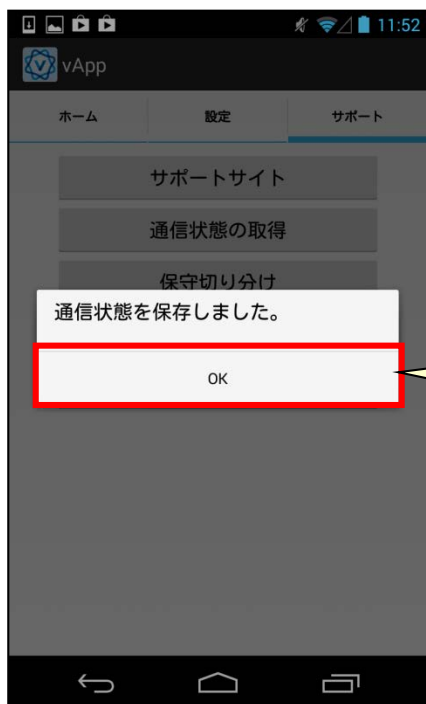 11:52
vApp
ホーム 設定 サポート
サポートサイト
通信状態の取得
保守切り分け
通信状態を保存しました。
OK